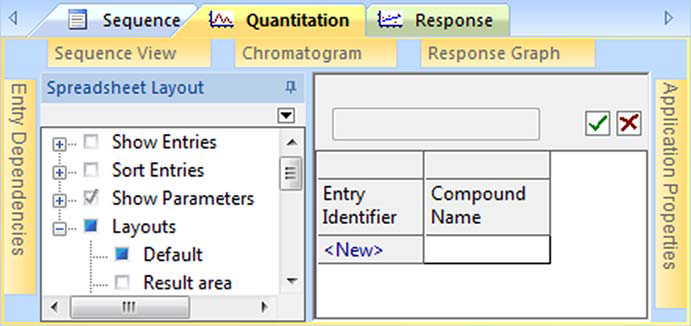 Sequence Quantitation Response
Sequence View Chromatogram Response Graph
Entry Dependencies
Spreadsheet Layout
Show Entries
Sort Entries
Show Parameters
Layouts
Default
Result area
Entry Identifier
Compound Name
<New>
Application Properties